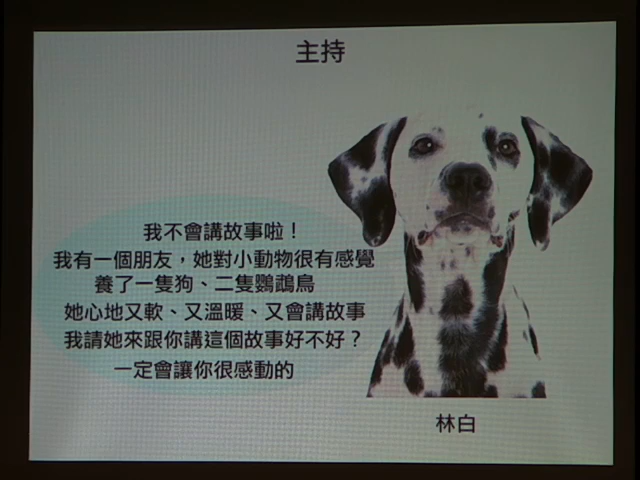 主持
我不會講故事啦！
我有一個朋友，她對小動物很有感覺
養了一隻狗、二隻鸚鵡鳥
她心地又軟、又溫暖、又會講故事
我請她來跟你講這個故事好不好？
一定會讓你很感動的
林白